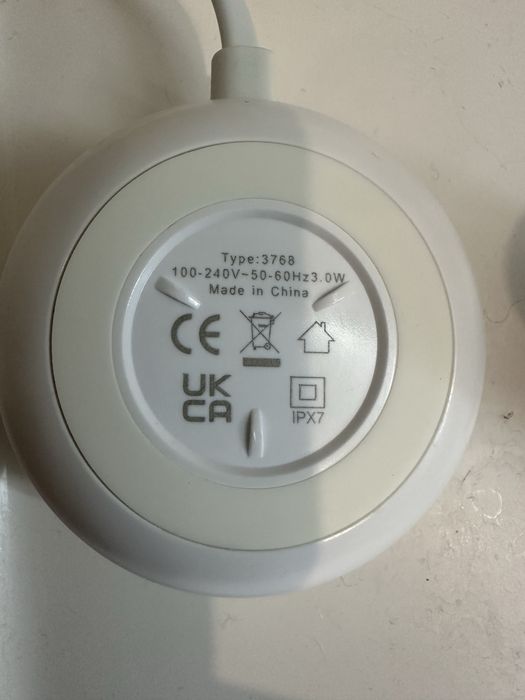 Type:3768
100-240V~50-60Hz3.0W
Made in China
CE
UK
CA
IPX7